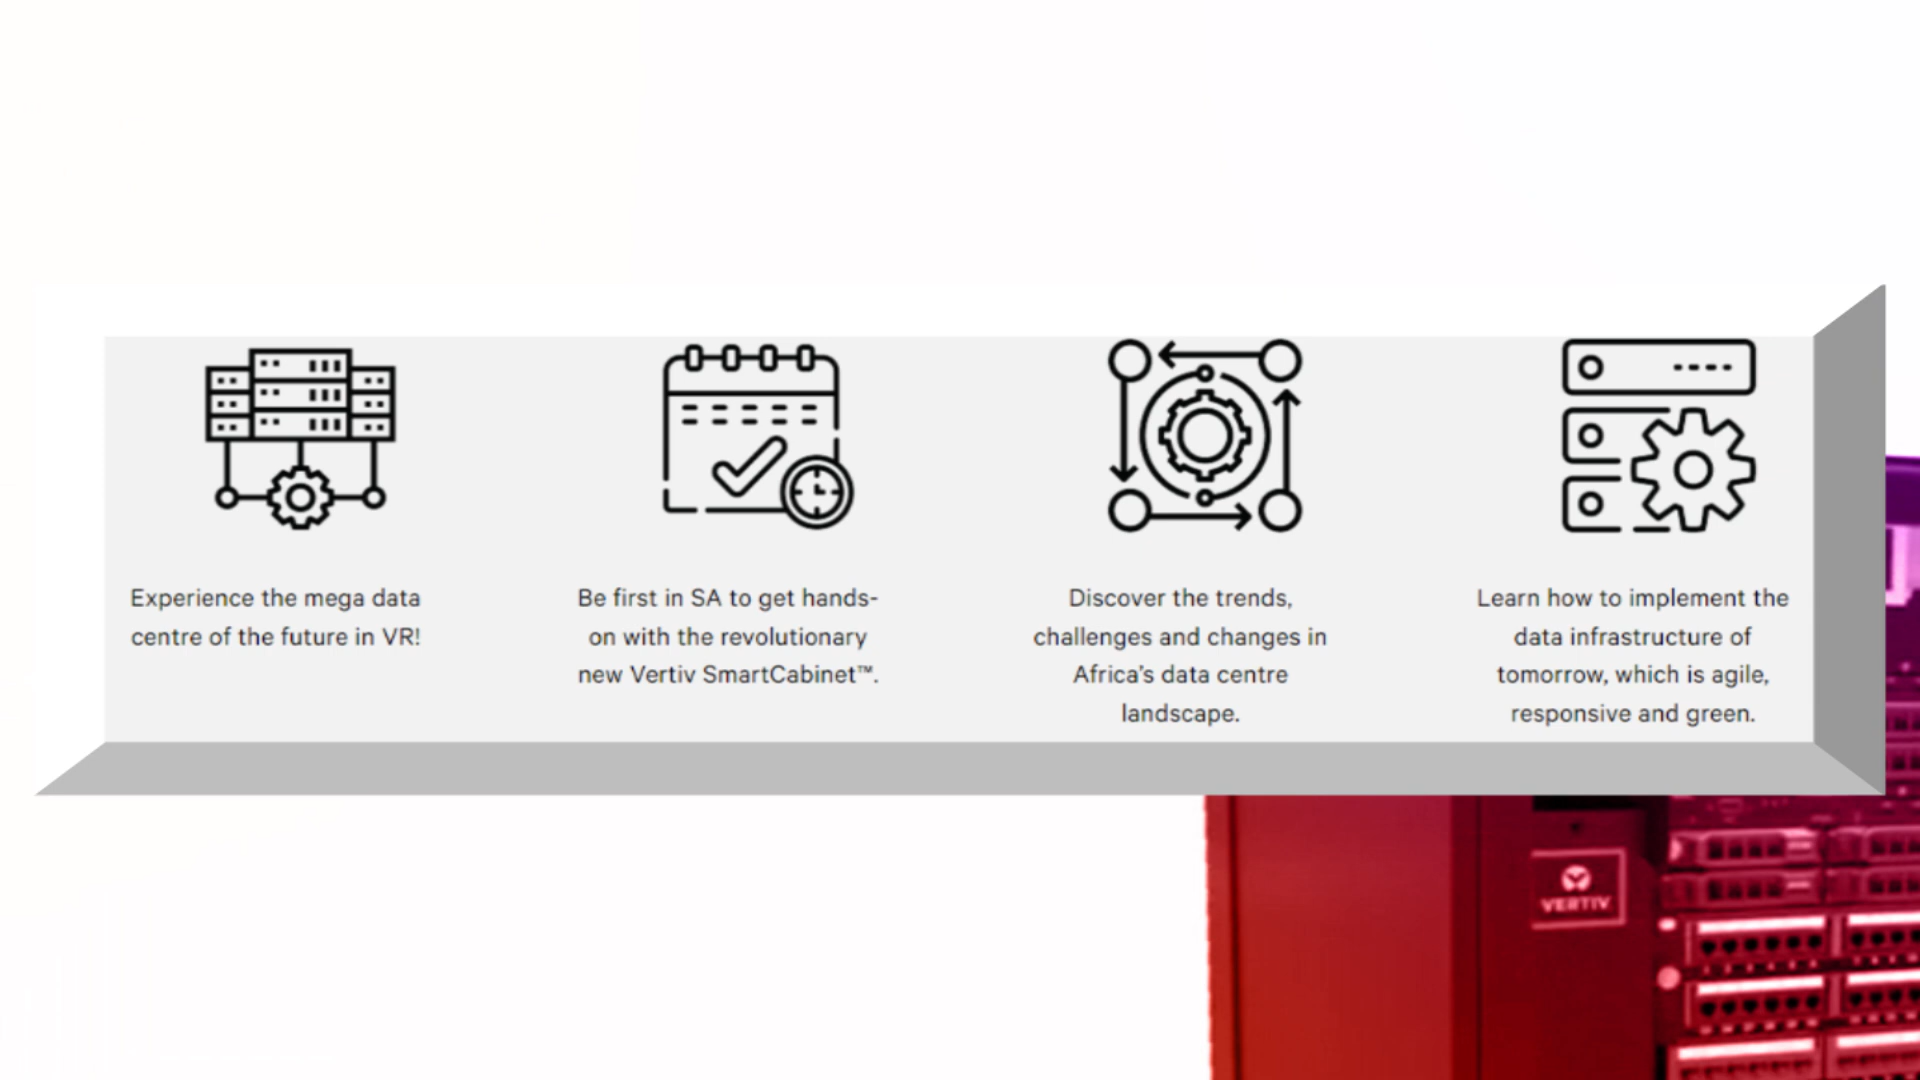 Experience the mega data
centre of the future in VR!
Be first in SA to get hands-
on with the revolutionary
new Vertiv SmartCabinet™.
Discover the trends,
challenges and changes in
Africa’s data centre
landscape.
Learn how to implement the
data infrastructure of
tomorrow, which is agile,
responsive and green.
VERTIV